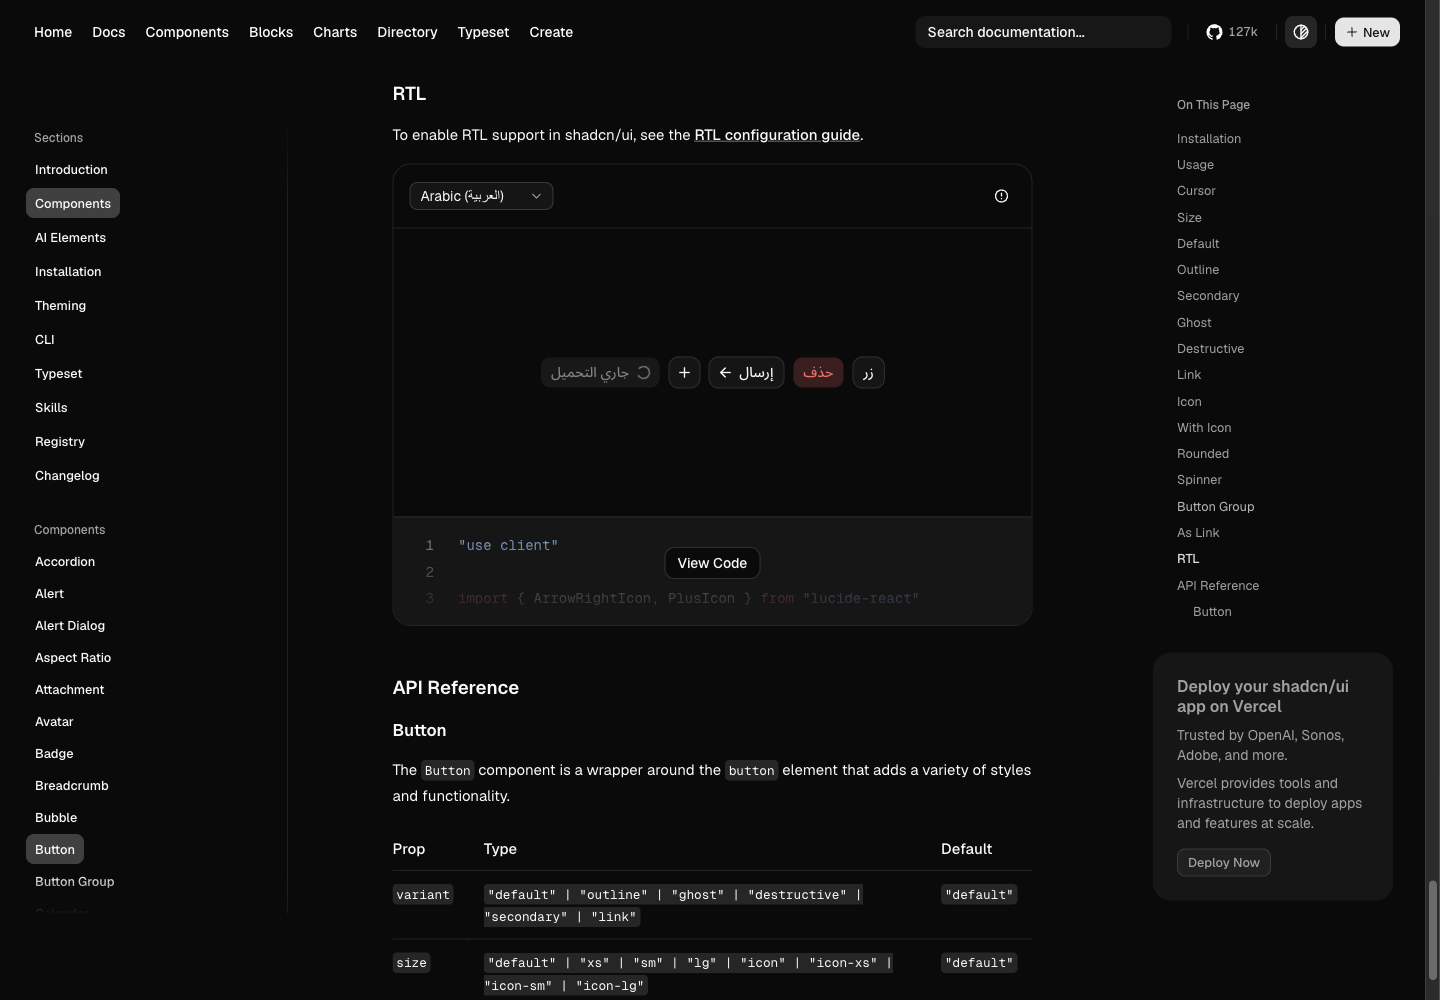 Home Docs Components Blocks Charts Directory Typeset Create
Search documentation...
127k
New
Sections
Introduction
Components
AI Elements
Installation
Theming
CLI
Typeset
Skills
Registry
Changelog
Components
Accordion
Alert
Alert Dialog
Aspect Ratio
Attachment
Avatar
Badge
Breadcrumb
Bubble
Button
Button Group
Calendar
RTL
To enable RTL support in shadcn/ui, see the RTL configuration guide.
Arabic (العربية)
زر
حذف
إرسال
جاري التحميل
1 "use client"
2
3 import { ArrowRightIcon, PlusIcon } from "lucide-react"
View Code
API Reference
Button
The Button component is a wrapper around the button element that adds a variety of styles
and functionality.
Prop Type Default
variant "default" | "outline" | "ghost" | "destructive" | "default"
"secondary" | "link"
size "default" | "xs" | "sm" | "lg" | "icon" | "icon-xs" | "default"
"icon-sm" | "icon-lg"
On This Page
Installation
Usage
Cursor
Size
Default
Outline
Secondary
Ghost
Destructive
Link
Icon
With Icon
Rounded
Spinner
Button Group
As Link
RTL
API Reference
Button
Deploy your shadcn/ui
app on Vercel
Trusted by OpenAI, Sonos,
Adobe, and more.
Vercel provides tools and
infrastructure to deploy apps
and features at scale.
Deploy Now